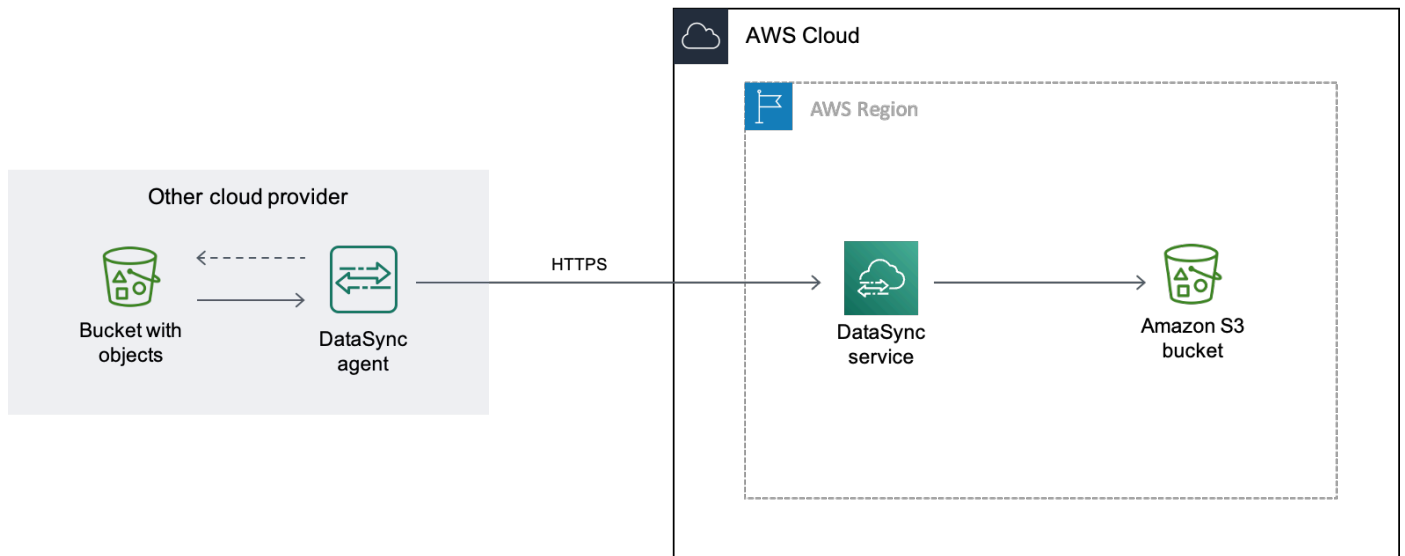 AWS Cloud
AWS Region
Other cloud provider
HTTPS
Bucket with
objects
DataSync
agent
DataSync
service
Amazon S3
bucket